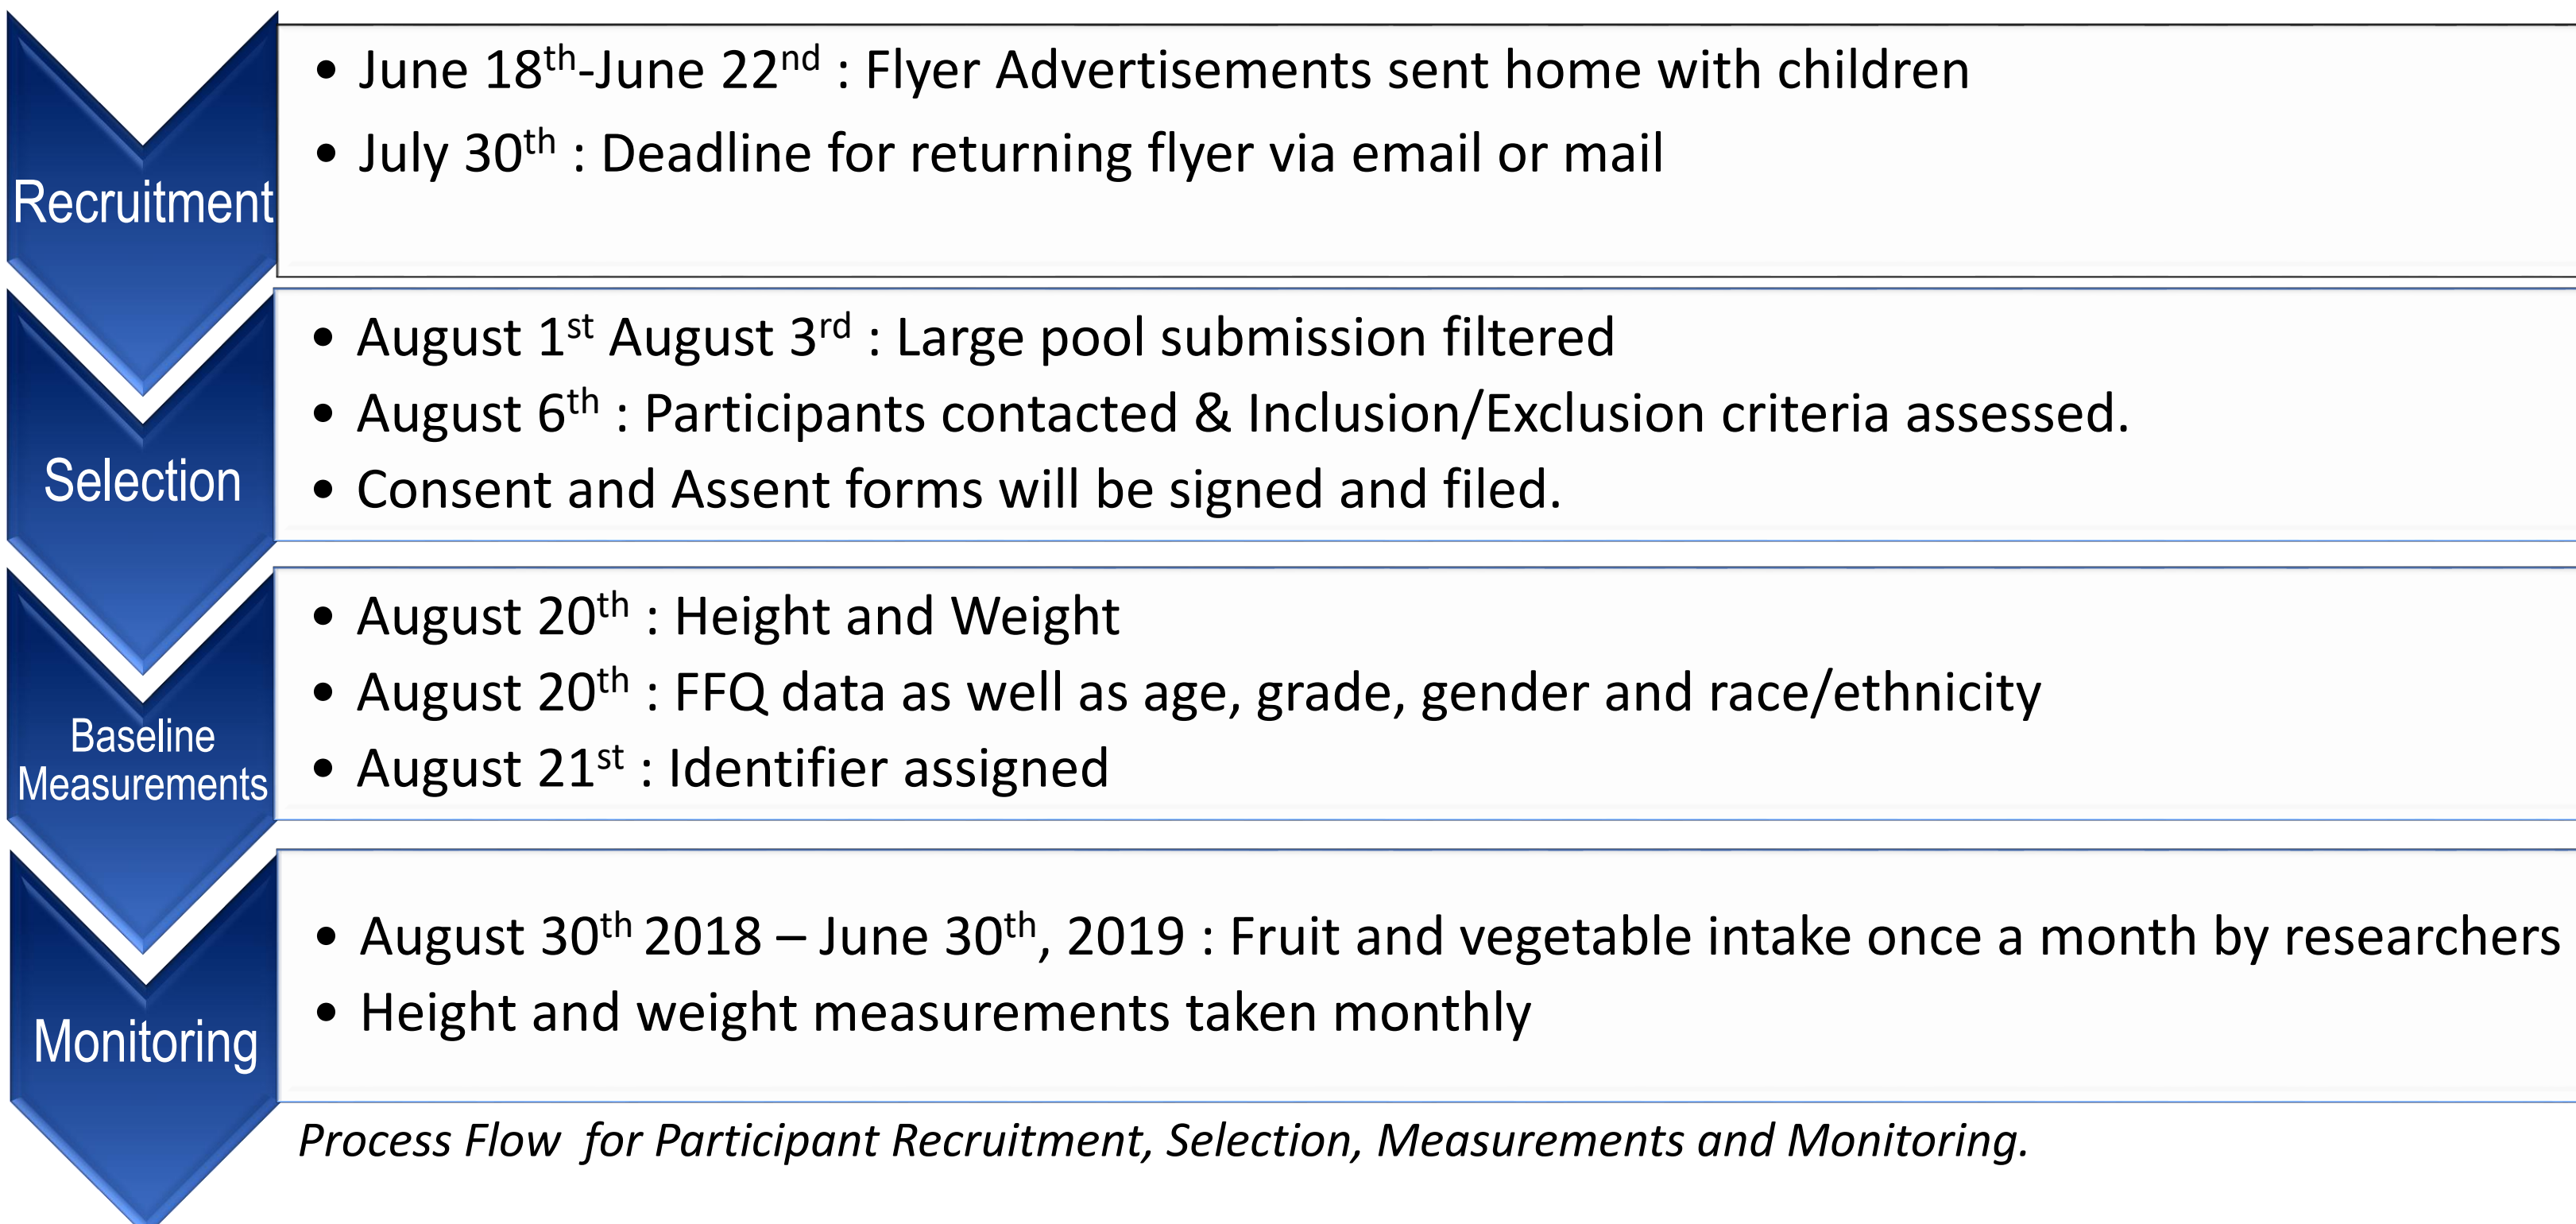 Recruitment
• June 18th-June 22nd : Flyer Advertisements sent home with children
• July 30th : Deadline for returning flyer via email or mail
Selection
• August 1st August 3rd : Large pool submission filtered
• August 6th : Participants contacted & Inclusion/Exclusion criteria assessed.
• Consent and Assent forms will be signed and filed.
Baseline
Measurements
• August 20th : Height and Weight
• August 20th : FFQ data as well as age, grade, gender and race/ethnicity
• August 21st : Identifier assigned
Monitoring
• August 30th 2018 – June 30th, 2019 : Fruit and vegetable intake once a month by researchers
• Height and weight measurements taken monthly
Process Flow for Participant Recruitment, Selection, Measurements and Monitoring.